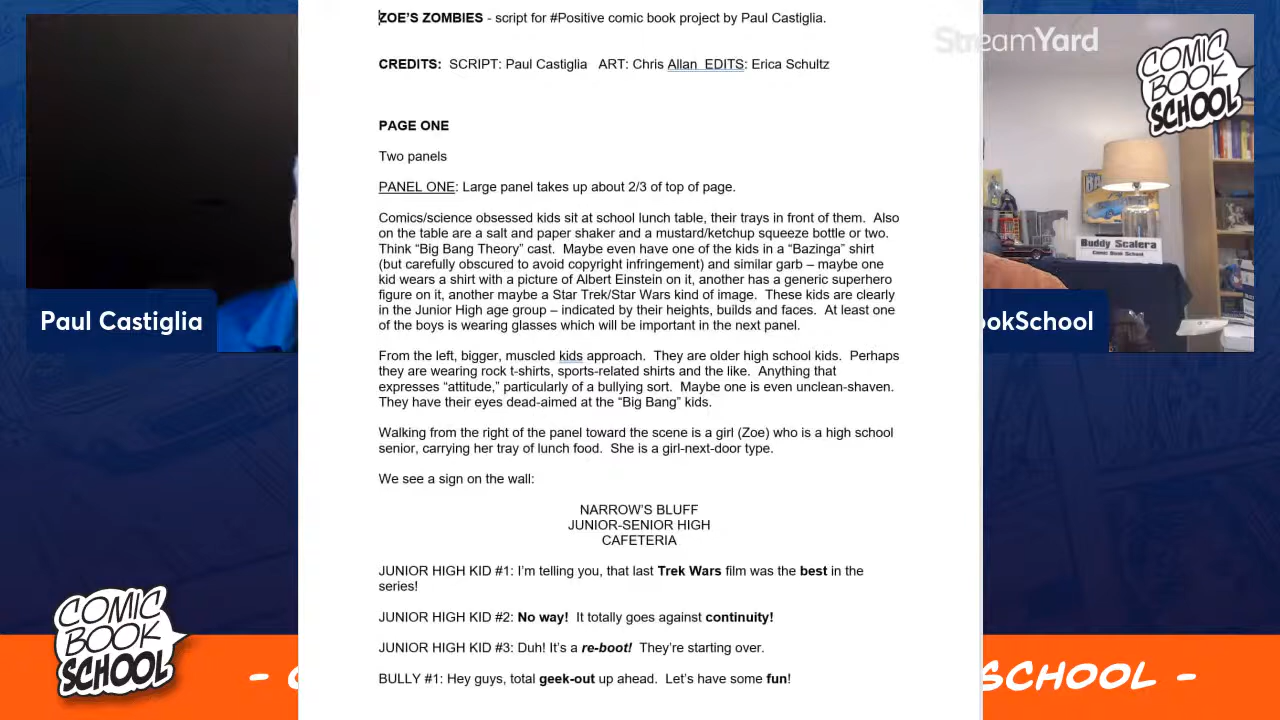 ZOE'S ZOMBIES - script for #Positive comic book project by Paul Castiglia.
CREDITS: SCRIPT: Paul Castiglia ART: Chris Allan EDITS: Erica Schultz
PAGE ONE
Two panels
PANEL ONE: Large panel takes up about 2/3 of top of page.
Comics/science obsessed kids sit at school lunch table, their trays in front of them. Also
on the table are a salt and paper shaker and a mustard/ketchup squeeze bottle or two.
Think “Big Bang Theory” cast. Maybe even have one of the kids in a “Bazinga” shirt
(but carefully obscured to avoid copyright infringement) and similar garb – maybe one
kid wears a shirt with a picture of Albert Einstein on it, another has a generic superhero
figure on it, another maybe a Star Trek/Star Wars kind of image. These kids are clearly
in the Junior High age group – indicated by their heights, builds and faces. At least one
of the boys is wearing glasses which will be important in the next panel.
From the left, bigger, muscled kids approach. They are older high school kids. Perhaps
they are wearing rock t-shirts, sports-related shirts and the like. Anything that
expresses “attitude,” particularly of a bullying sort. Maybe one is even unclean-shaven.
They have their eyes dead-aimed at the “Big Bang” kids.
Walking from the right of the panel toward the scene is a girl (Zoe) who is a high school
senior, carrying her tray of lunch food. She is a girl-next-door type.
We see a sign on the wall:
NARROW'S BLUFF
JUNIOR-SENIOR HIGH
CAFETERIA
JUNIOR HIGH KID #1: I'm telling you, that last Trek Wars film was the best in the
series!
JUNIOR HIGH KID #2: No way! It totally goes against continuity!
JUNIOR HIGH KID #3: Duh! It's a re-boot! They're starting over.
BULLY #1: Hey guys, total geek-out up ahead. Let's have some fun!
StreamYard
COMIC
BOOK
SCHOOL
Buddy Scalera
Comic Book School
Paul Castiglia
ookSchool
COMIC
BOOK
SCHOOL
- C
SCHOOL -